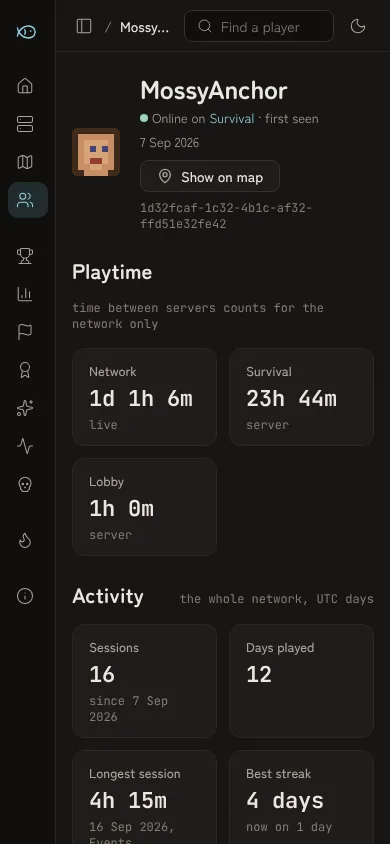 / Mossy...
Find a player
MossyAnchor
Online on Survival · first seen
7 Sep 2026
Show on map
1d32fcaf-1c32-4b1c-af32-
ffd51e32fe42
Playtime
time between servers counts for the
network only
Network
1d 1h 6m
live
Survival
23h 44m
server
Lobby
1h 0m
server
Activity
the whole network, UTC days
Sessions
16
since 7 Sep
2026
Days played
12
Longest session
4h 15m
16 Sep 2026,
Events
Best streak
4 days
now on 1 day